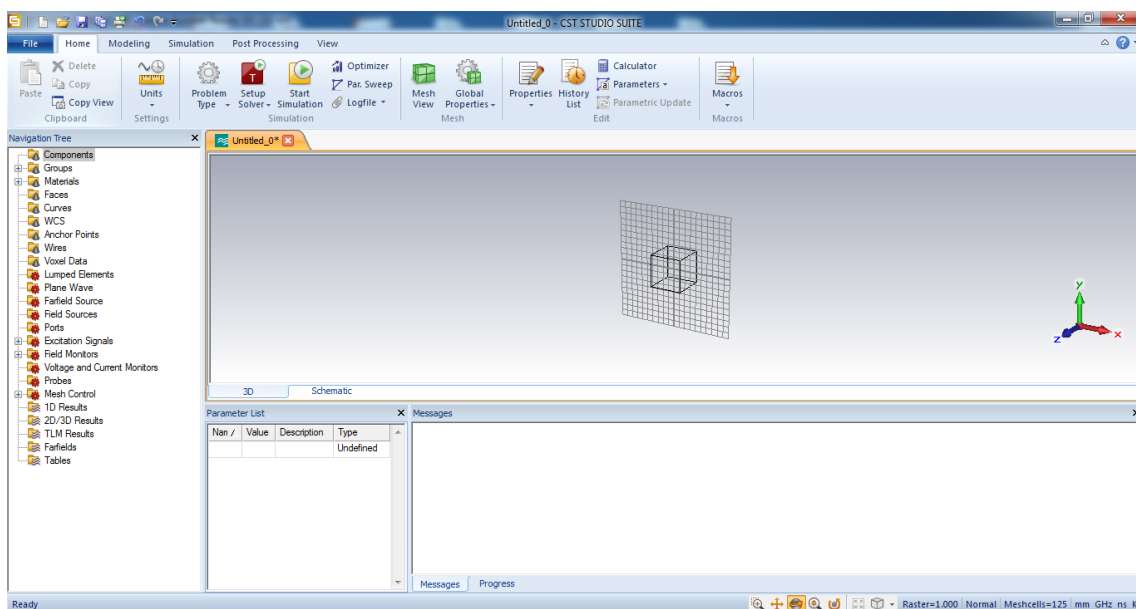 Untitled_0 - CST STUDIO SUITE
File Home Modeling Simulation Post Processing View
Paste
Delete
Copy
Copy View
Clipboard
Units
Settings
Problem Type
Setup Solver
Start Simulation
Optimizer
Par. Sweep
Logfile
Simulation
Mesh View
Global Properties
Mesh
Properties
History List
Calculator
Parameters
Parametric Update
Edit
Macros
Macros
Navigation Tree
Components
Groups
Materials
Faces
Curves
WCS
Anchor Points
Wires
Voxel Data
Lumped Elements
Plane Wave
Farfield Source
Field Sources
Ports
Excitation Signals
Field Monitors
Voltage and Current Monitors
Probes
Mesh Control
1D Results
2D/3D Results
TLM Results
Farfields
Tables
Untitled_0*
y
x
z
3D Schematic
Parameter List
Nan / Value Description Type
Undefined
Messages
Messages Progress
Ready
Raster=1.000 Normal Meshcells=125 mm GHz ns